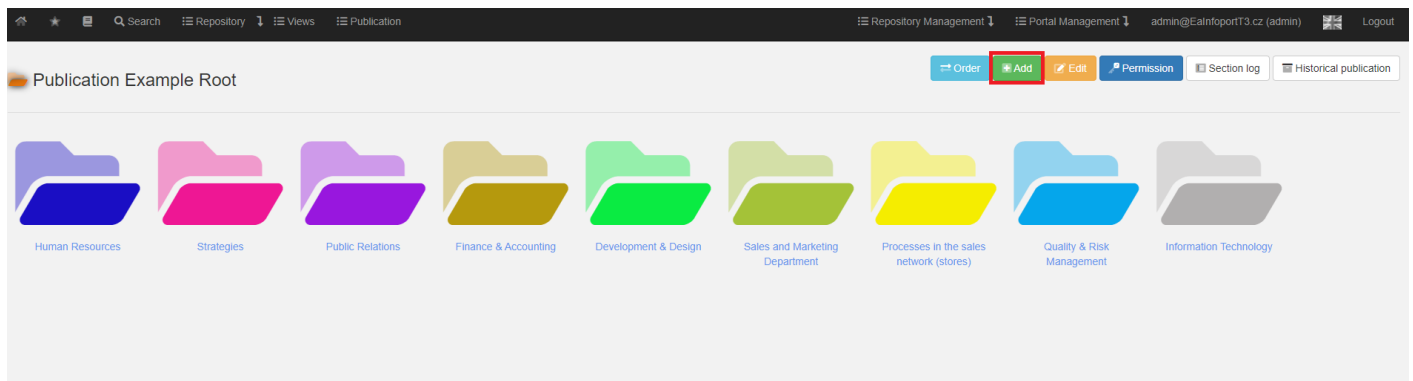 Search Repository Views Publication Repository Management Portal Management admin@EaInfoportT3.cz (admin) Logout
Publication Example Root
Order Add Edit Permission Section log Historical publication
Human Resources
Strategies
Public Relations
Finance & Accounting
Development & Design
Sales and Marketing
Department
Processes in the sales
network (stores)
Quality & Risk
Management
Information Technology